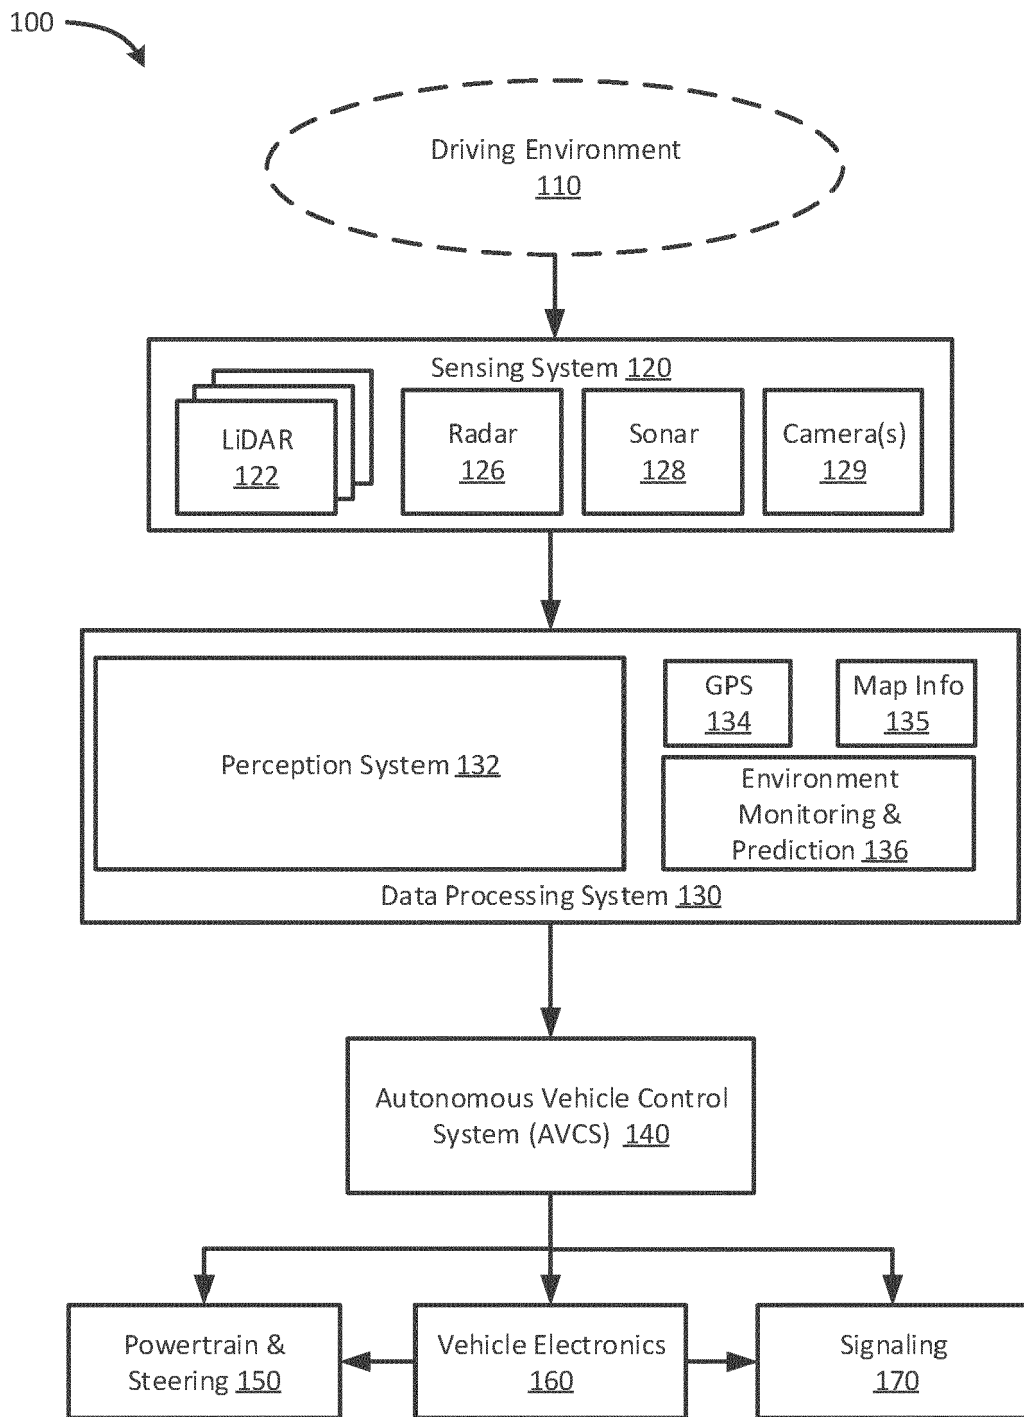 100
Driving Environment
110
Sensing System 120
LiDAR
122
Radar
126
Sonar
128
Camera(s)
129
Perception System 132
GPS
134
Map Info
135
Environment
Monitoring &
Prediction 136
Data Processing System 130
Autonomous Vehicle Control
System (AVCS) 140
Powertrain &
Steering 150
Vehicle Electronics
160
Signaling
170